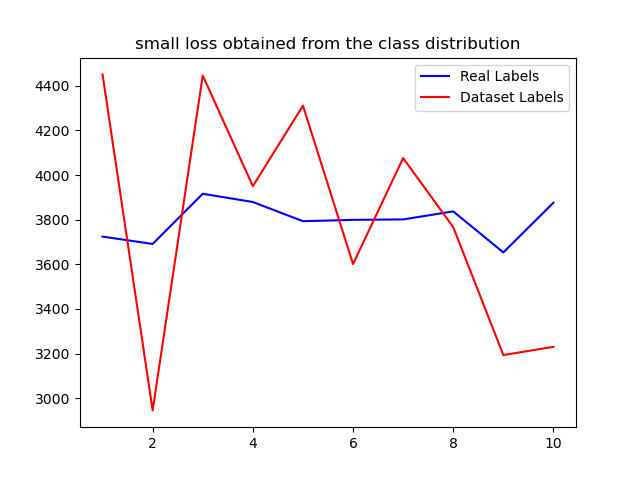 small loss obtained from the class distribution
Real Labels
Dataset Labels
4400
4200
4000
3800
3600
3400
3200
3000
2 4 6 8 10